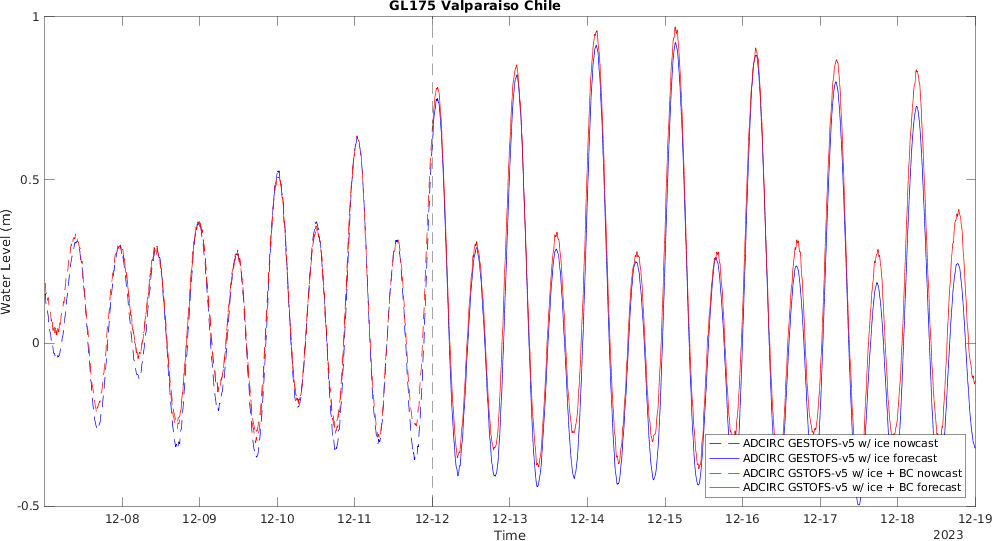 GL175 Valparaiso Chile
Water Level (m)
1
0.5
0
-0.5
12-08
12-09
12-10
12-11
12-12
12-13
12-14
12-15
12-16
12-17
12-18
12-19
Time
2023
ADCIRC GESTOFS-v5 w/ ice nowcast
ADCIRC GESTOFS-v5 w/ ice forecast
ADCIRC GSTOFS-v5 w/ ice + BC nowcast
ADCIRC GSTOFS-v5 w/ ice + BC forecast